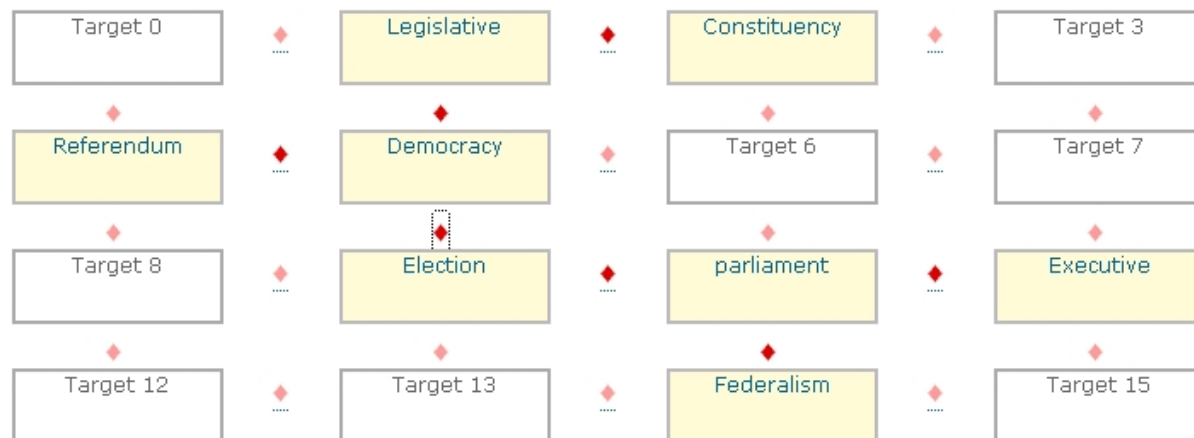 Target 0
Legislative
Constituency
Target 3
Referendum
Democracy
Target 6
Target 7
Target 8
Election
parliament
Executive
Target 12
Target 13
Federalism
Target 15